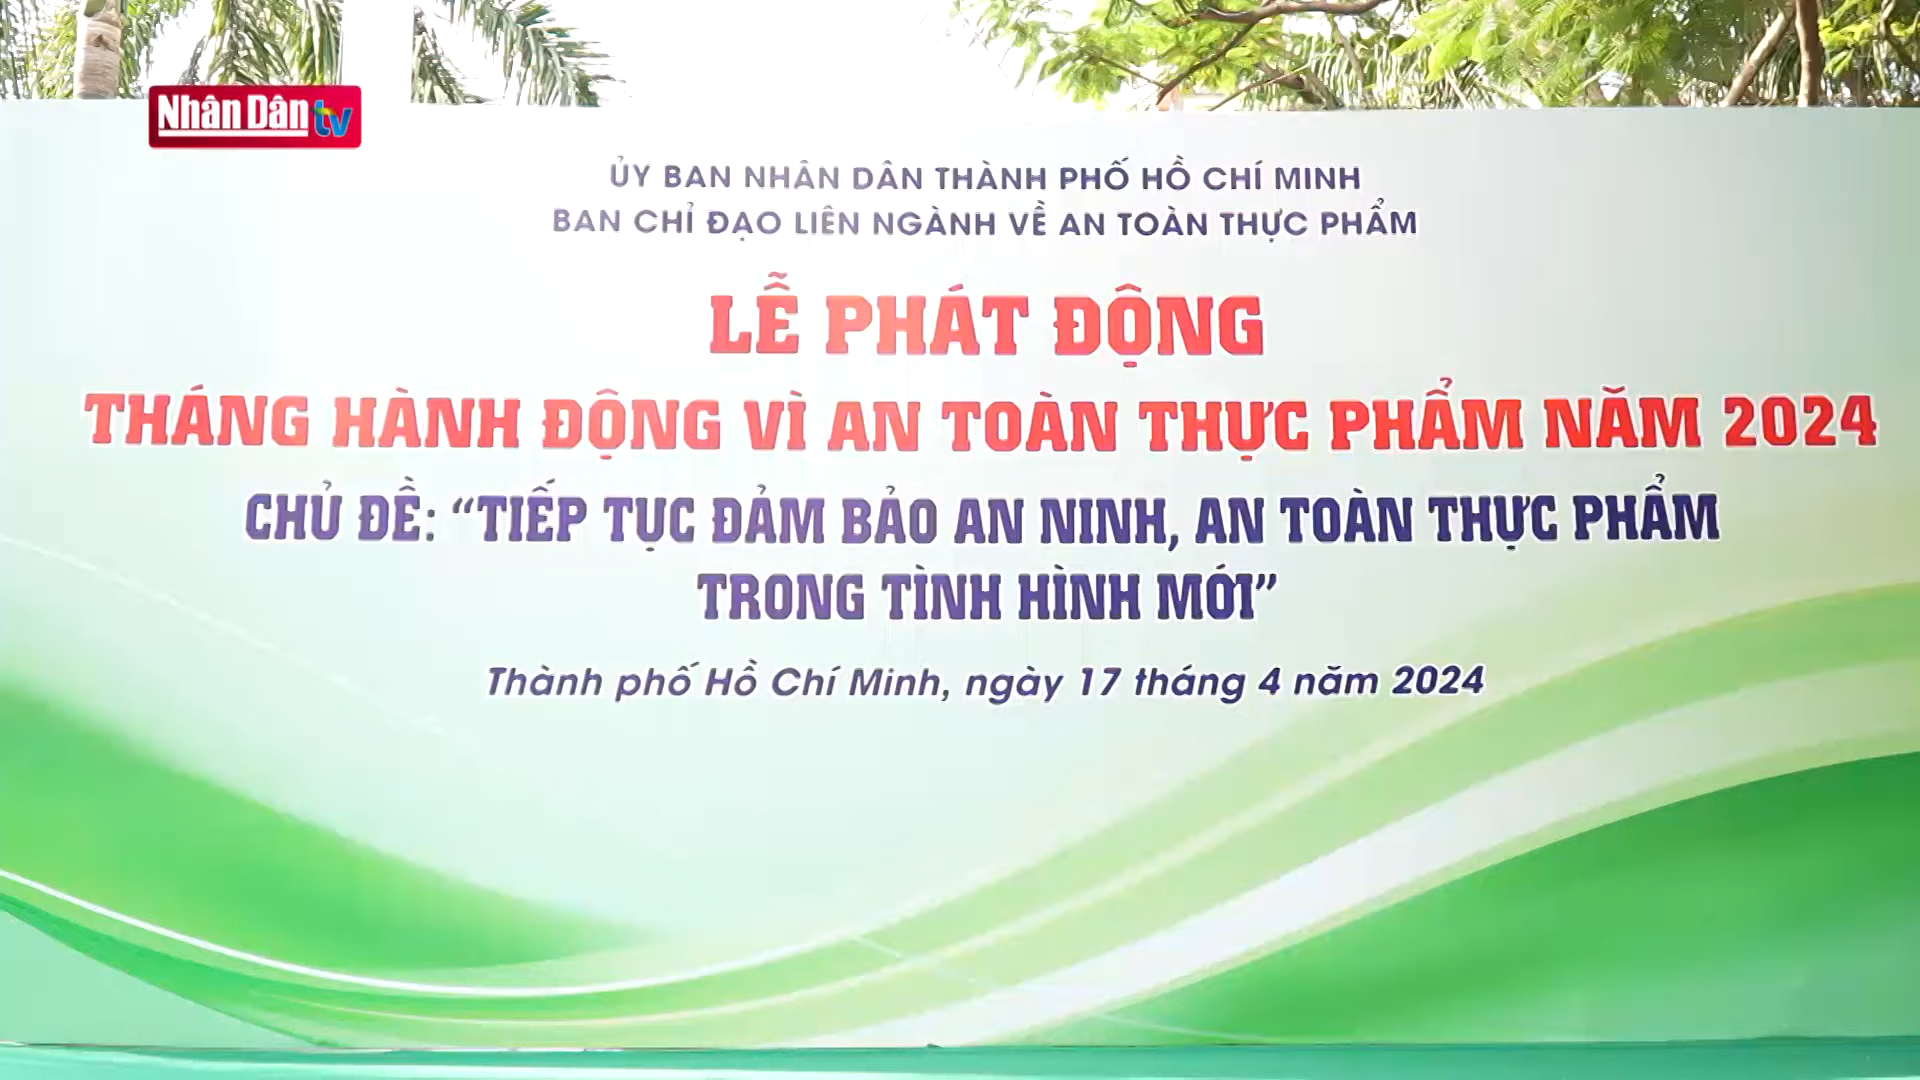 Nhân Dân tv
ỦY BAN NHÂN DÂN THÀNH PHỐ HỒ CHÍ MINH
BAN CHỈ ĐẠO LIÊN NGÀNH VỀ AN TOÀN THỰC PHẨM
LỄ PHÁT ĐỘNG
THÁNG HÀNH ĐỘNG VÌ AN TOÀN THỰC PHẨM NĂM 2024
CHỦ ĐỀ: “TIẾP TỤC ĐẢM BẢO AN NINH, AN TOÀN THỰC PHẨM
TRONG TÌNH HÌNH MỚI”
Thành phố Hồ Chí Minh, ngày 17 tháng 4 năm 2024